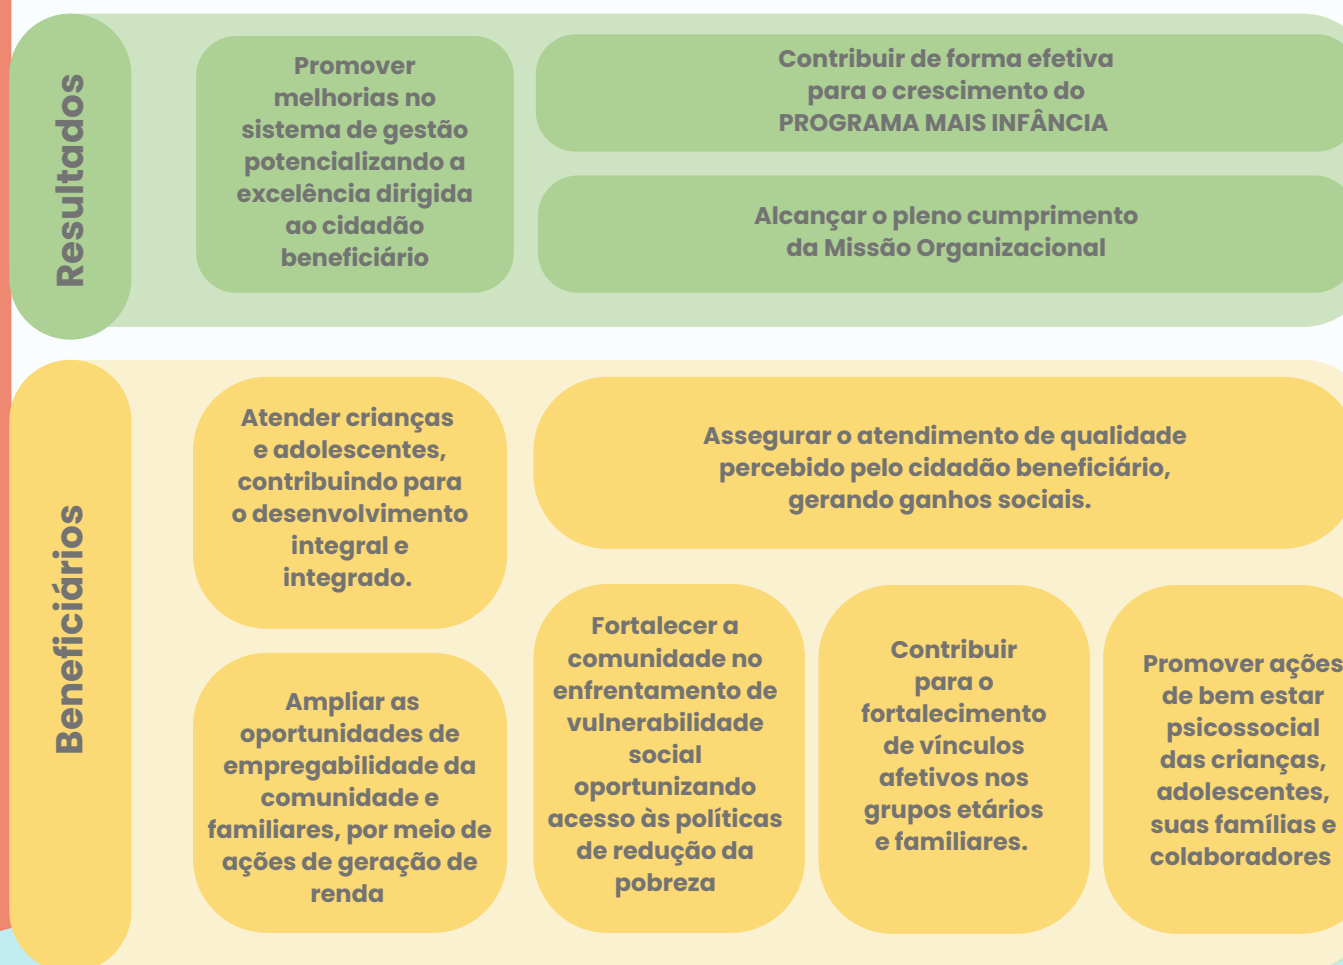 Resultados
Promover
melhorias no
sistema de gestão
potencializando a
excelência dirigida
ao cidadão
beneficiário
Contribuir de forma efetiva
para o crescimento do
PROGRAMA MAIS INFÂNCIA
Alcançar o pleno cumprimento
da Missão Organizacional
Beneficiários
Atender crianças
e adolescentes,
contribuindo para
o desenvolvimento
integral e
integrado.
Assegurar o atendimento de qualidade
percebido pelo cidadão beneficiário,
gerando ganhos sociais.
Ampliar as
oportunidades de
empregabilidade da
comunidade e
familiares, por meio de
ações de geração de
renda
Fortalecer a
comunidade no
enfrentamento de
vulnerabilidade
social
oportunizando
acesso às políticas
de redução da
pobreza
Contribuir
para o
fortalecimento
de vínculos
afetivos nos
grupos etários
e familiares.
Promover ações
de bem estar
psicossocial
das crianças,
adolescentes,
suas famílias e
colaboradores